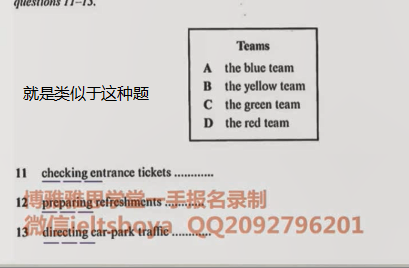 questions 11–13.
Teams
A the blue team
B the yellow team
C the green team
D the red team
就是类似于这种题
11 checking entrance tickets ............
12 preparing refreshments ............
13 directing car-park traffic ............
博雅雅思学堂一手报名录制
微信ieltsboya QQ2092796201